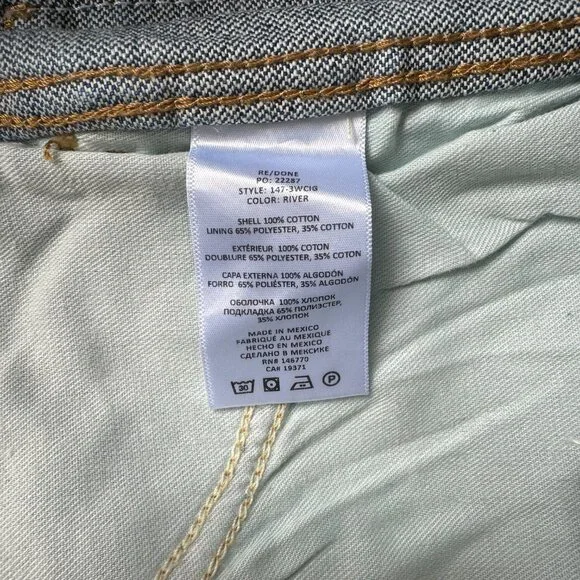 RE/DONE
PO: 22287
STYLE: 147-3WCIG
COLOR: RIVER
SHELL 100% COTTON
LINING 65% POLYESTER, 35% COTTON
EXTÉRIEUR 100% COTON
DOUBLURE 65% POLYESTER, 35% COTON
CAPA EXTERNA 100% ALGODÓN
FORRO 65% POLIÉSTER, 35% ALGODÓN
ОБОЛОЧКА 100% ХЛОПОК
ПОДКЛАДКА 65% ПОЛИЭСТЕР,
35% ХЛОПОК
MADE IN MEXICO
FABRIQUÉ AU MEXIQUE
HECHO EN MEXICO
СДЕЛАНО В МЕКСИКЕ
RN# 146770
CA# 19371
30 P